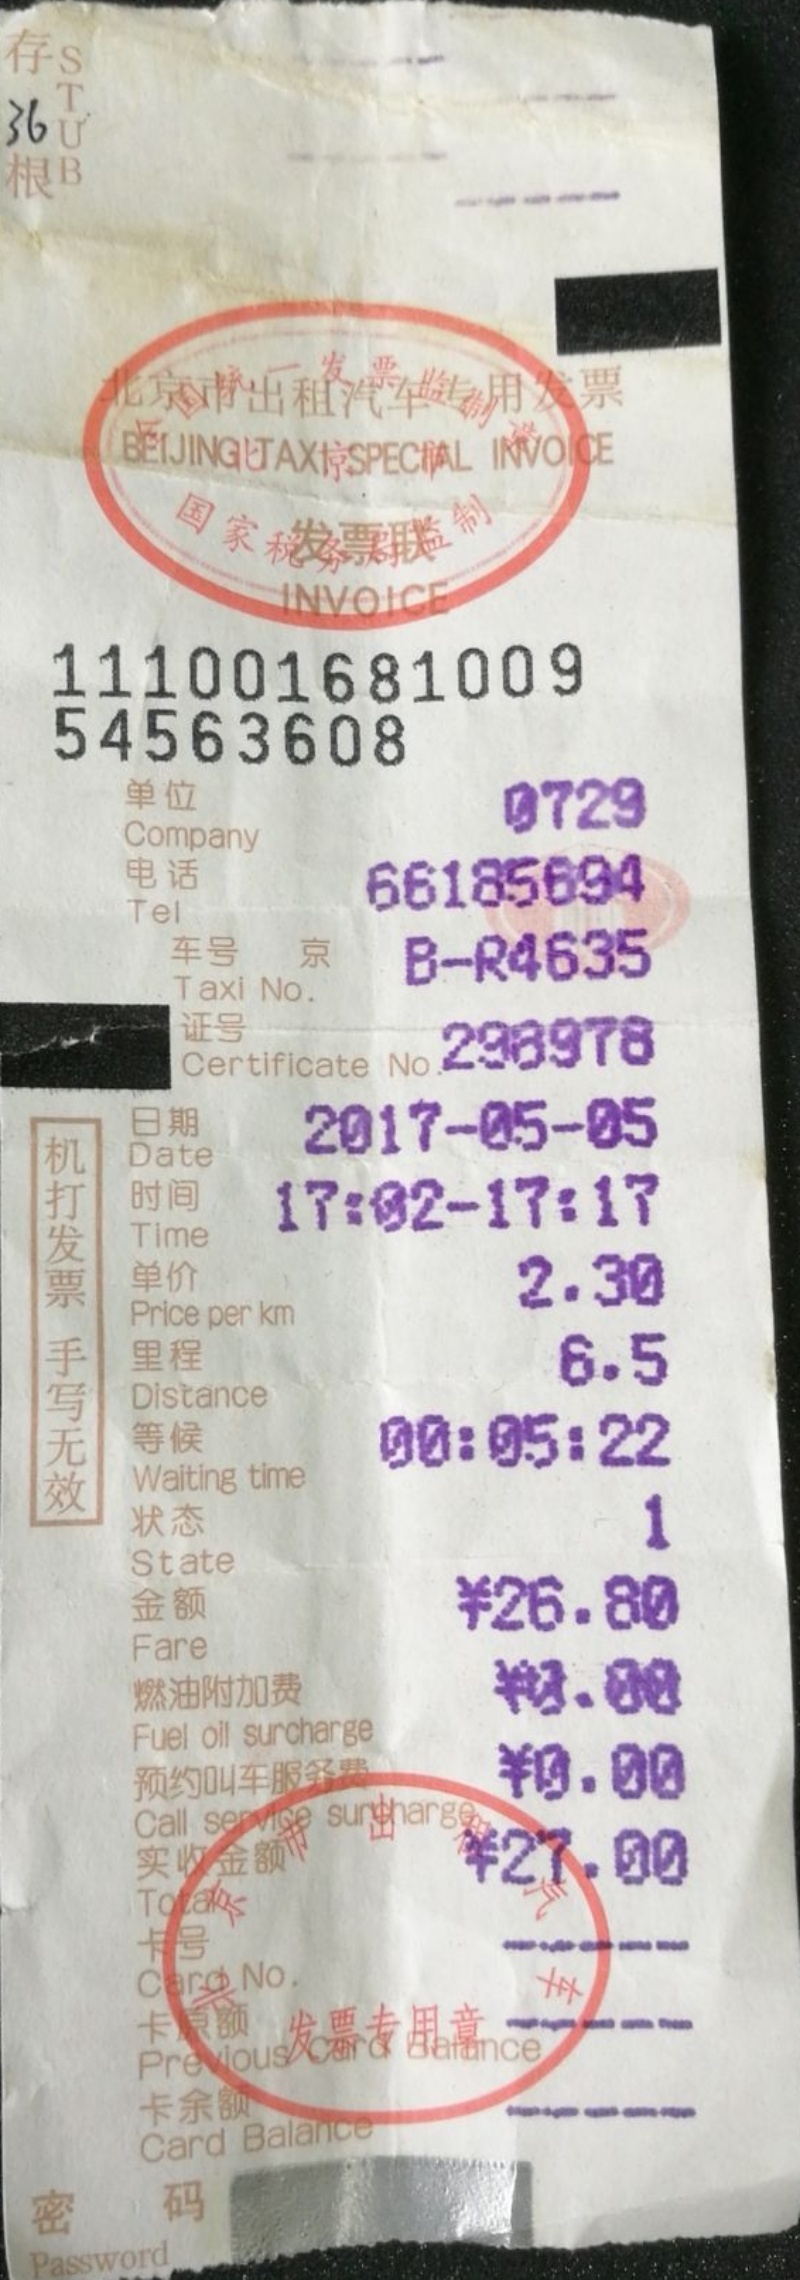 存根
STUB
36
北京市出租汽车专用发票
BEIJING TAXI SPECIAL INVOICE
全国统一发票监制章
北京市
国家税务局监制
发票联
INVOICE
111001681009
54563608
单位 0729
Company
电话 66185694
Tel
车号 京 B-R4635
Taxi No.
证号 298978
Certificate No.
日期 2017-05-05
Date
时间 17:02-17:17
Time
单价 2.30
Price per km
里程 6.5
Distance
等候 00:05:22
Waiting time
状态 1
State
金额 ¥26.80
Fare
燃油附加费 ¥0.00
Fuel oil surcharge
预约叫车服务费 ¥0.00
Call service surcharge
实收金额 ¥27.00
Total
卡号
Card No.
卡原额
Previous Card Balance
卡余额
Card Balance
机打发票 手写无效
北京市出租汽车
发票专用章
密 码
Password